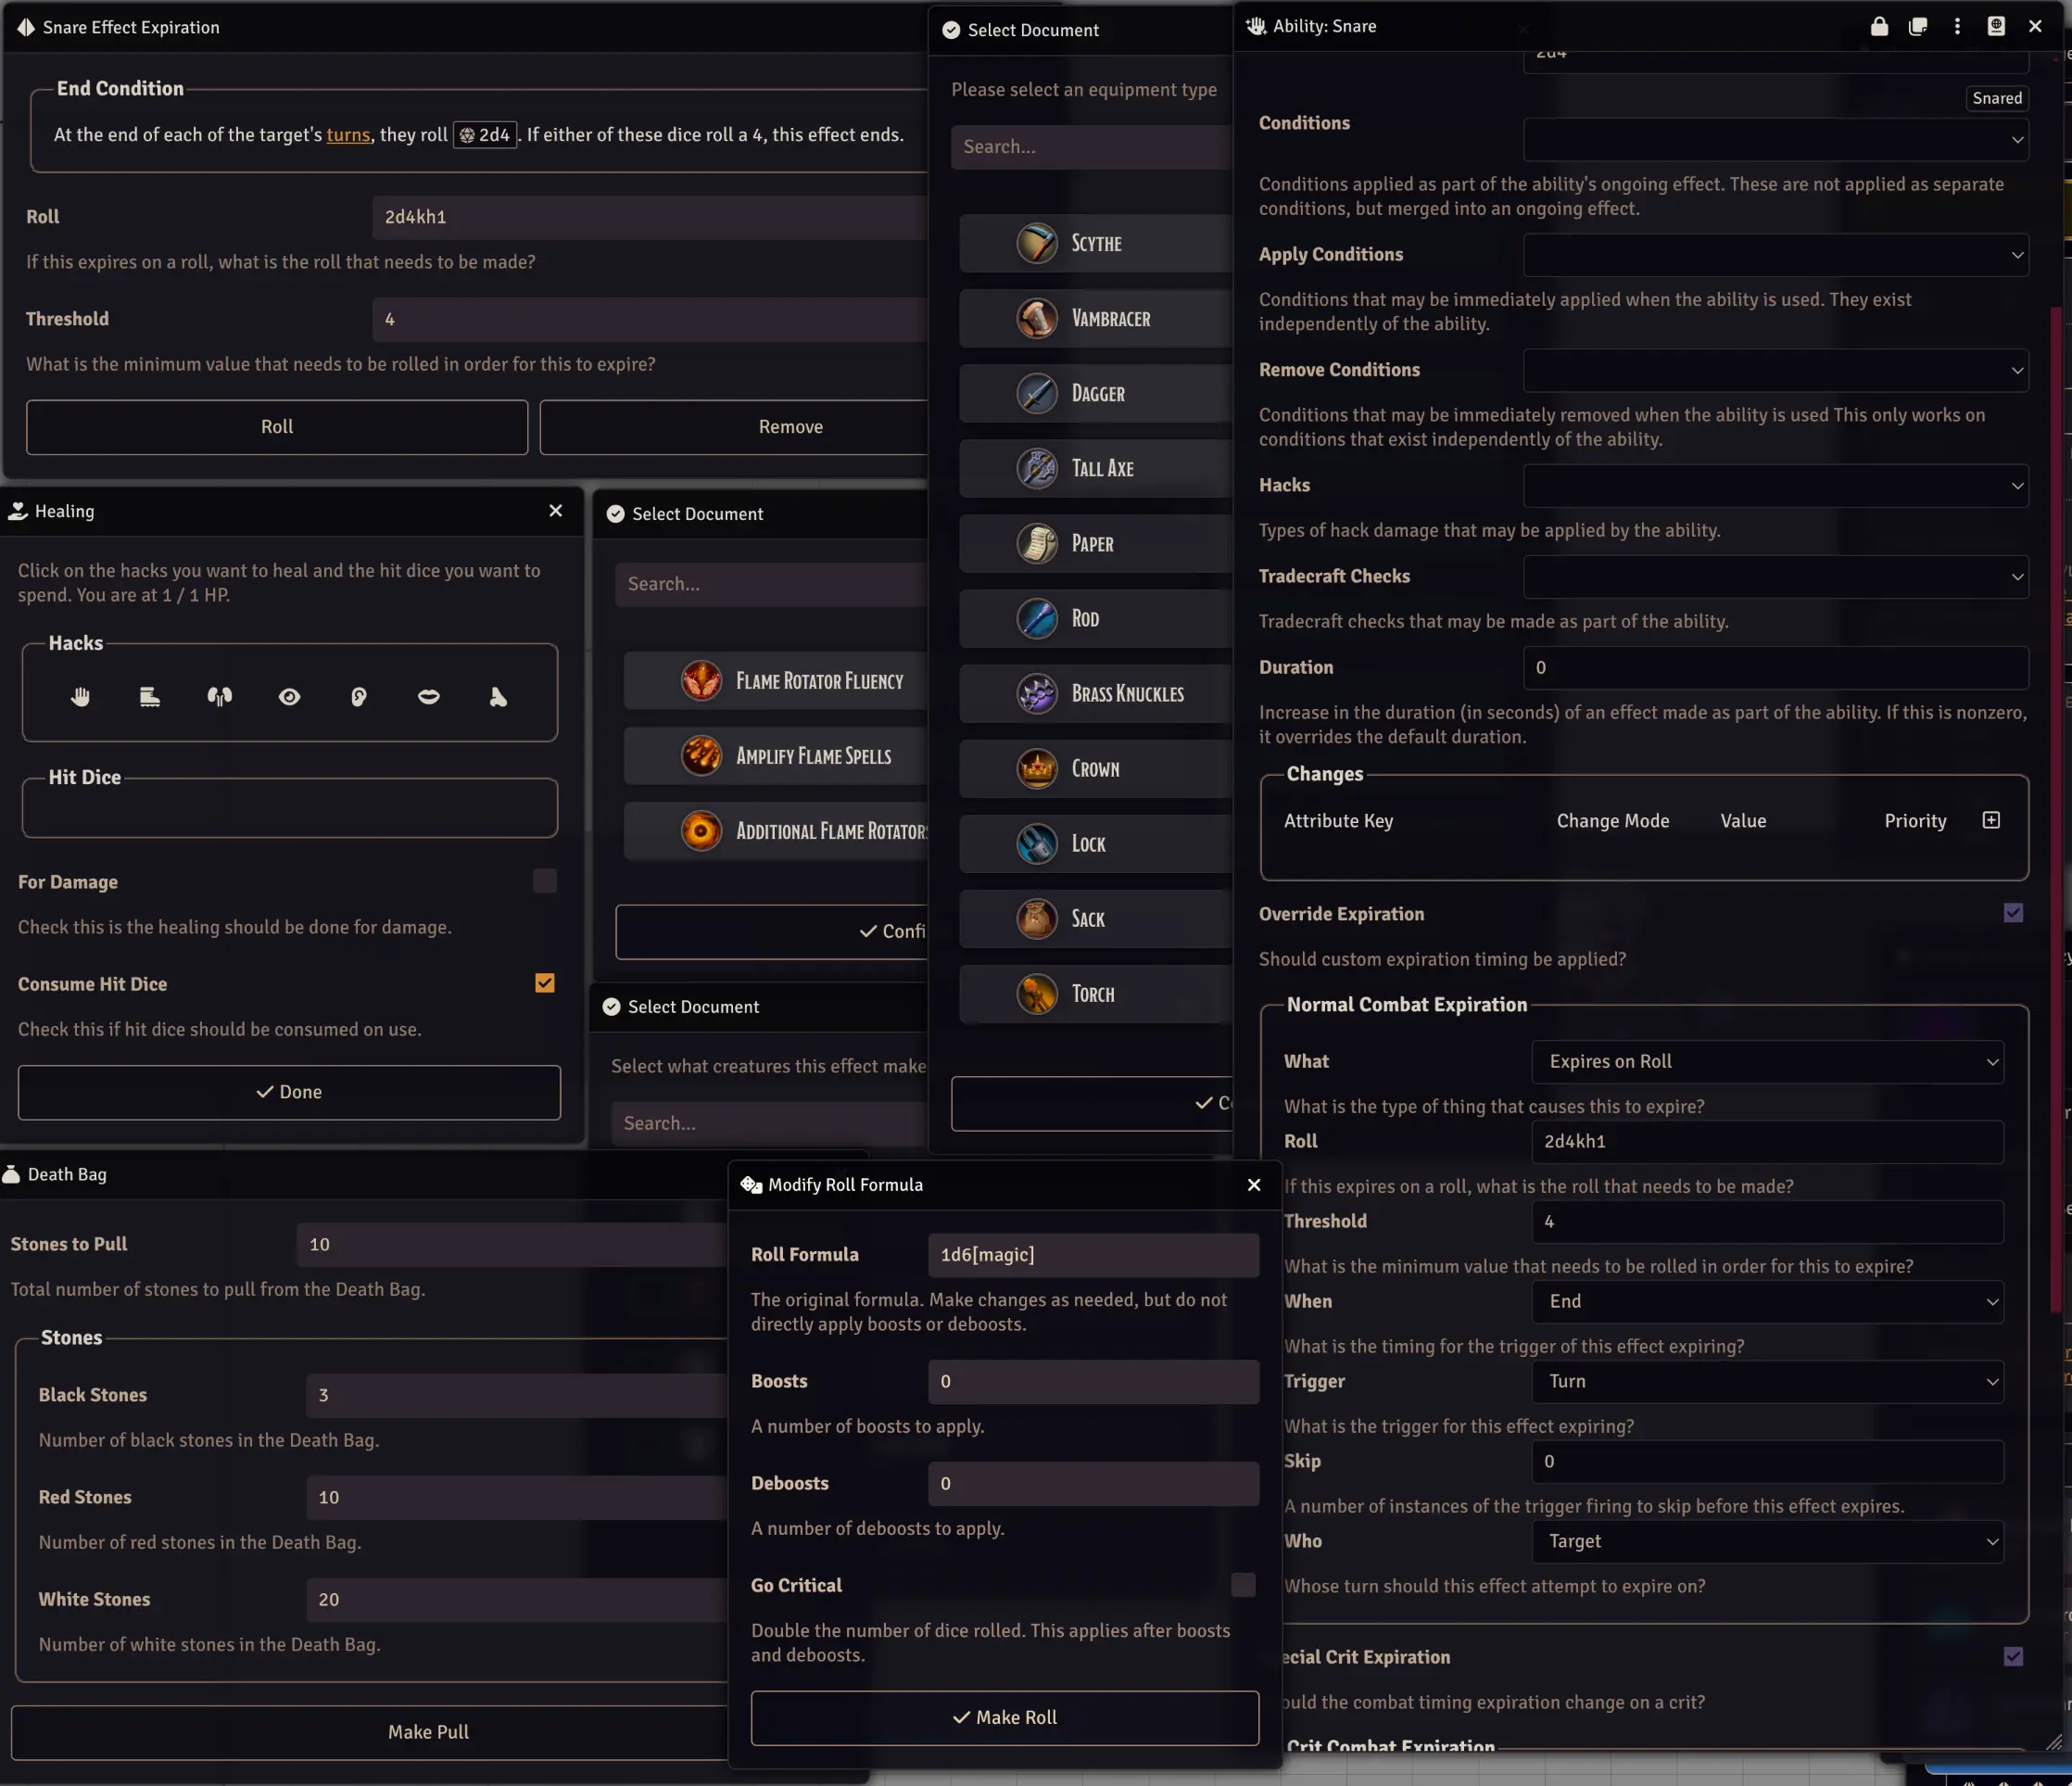 Snare Effect Expiration
End Condition
At the end of each of the target's turns, they roll 2d4. If either of these dice roll a 4, this effect ends.
Roll
2d4kh1
If this expires on a roll, what is the roll that needs to be made?
Threshold
4
What is the minimum value that needs to be rolled in order for this to expire?
Roll
Remove
Healing
Click on the hacks you want to heal and the hit dice you want to
spend. You are at 1 / 1 HP.
Hacks
Hit Dice
For Damage
Check this is the healing should be done for damage.
Consume Hit Dice
Check this if hit dice should be consumed on use.
Done
Select Document
Search...
Flame Rotator Fluency
Amplify Flame Spells
Additional Flame Rotators
Confi
Select Document
Select what creatures this effect make
Search...
Select Document
Please select an equipment type
Search...
Scythe
Vambracer
Dagger
Tall Axe
Paper
Rod
Brass Knuckles
Crown
Lock
Sack
Torch
Death Bag
Stones to Pull
10
Total number of stones to pull from the Death Bag.
Stones
Black Stones
3
Number of black stones in the Death Bag.
Red Stones
10
Number of red stones in the Death Bag.
White Stones
20
Number of white stones in the Death Bag.
Make Pull
Modify Roll Formula
Roll Formula
1d6[magic]
The original formula. Make changes as needed, but do not
directly apply boosts or deboosts.
Boosts
0
A number of boosts to apply.
Deboosts
0
A number of deboosts to apply.
Go Critical
Double the number of dice rolled. This applies after boosts
and deboosts.
Make Roll
Ability: Snare
2d4
Snared
Conditions
Conditions applied as part of the ability's ongoing effect. These are not applied as separate
conditions, but merged into an ongoing effect.
Apply Conditions
Conditions that may be immediately applied when the ability is used. They exist
independently of the ability.
Remove Conditions
Conditions that may be immediately removed when the ability is used This only works on
conditions that exist independently of the ability.
Hacks
Types of hack damage that may be applied by the ability.
Tradecraft Checks
Tradecraft checks that may be made as part of the ability.
Duration
0
Increase in the duration (in seconds) of an effect made as part of the ability. If this is nonzero,
it overrides the default duration.
Changes
Attribute Key Change Mode Value Priority
Override Expiration
Should custom expiration timing be applied?
Normal Combat Expiration
What
Expires on Roll
What is the type of thing that causes this to expire?
Roll
2d4kh1
If this expires on a roll, what is the roll that needs to be made?
Threshold
4
What is the minimum value that needs to be rolled in order for this to expire?
When
End
What is the timing for the trigger of this effect expiring?
Trigger
Turn
What is the trigger for this effect expiring?
Skip
0
A number of instances of the trigger firing to skip before this effect expires.
Who
Target
Whose turn should this effect attempt to expire on?
ecial Crit Expiration
ould the combat timing expiration change on a crit?
Crit Combat Expiration